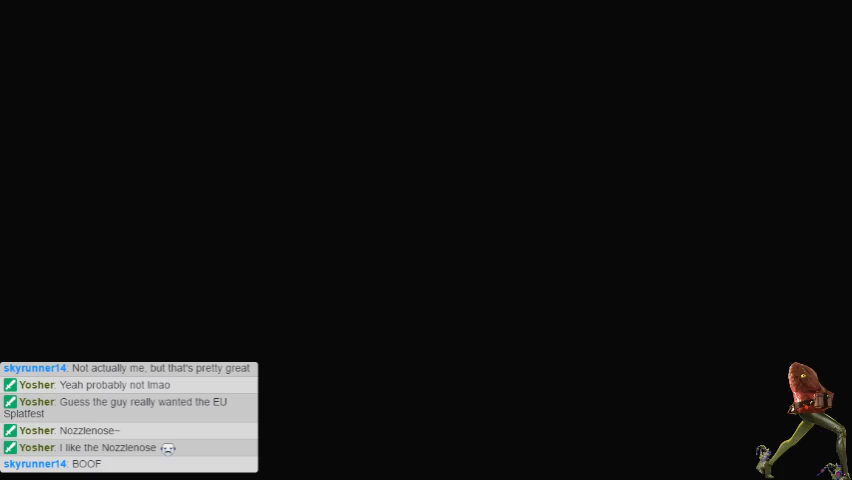 skyrunner14: Not actually me, but that's pretty great
Yosher: Yeah probably not lmao
Yosher: Guess the guy really wanted the EU
Splatfest
Yosher: Nozzlenose~
Yosher: I like the Nozzlenose
skyrunner14: BOOF